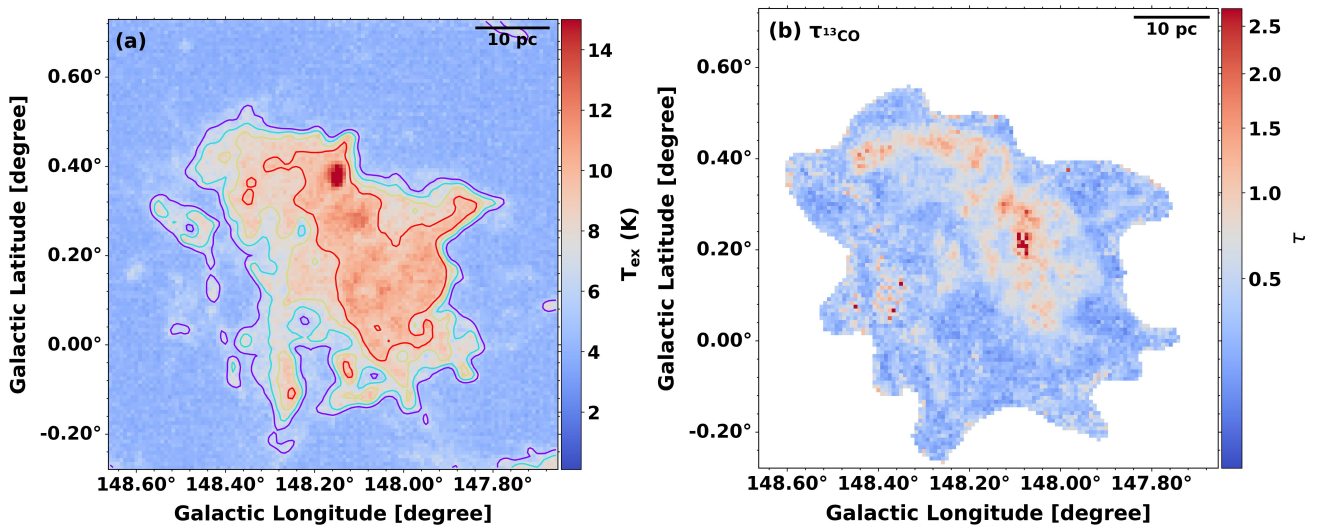 (a)
10 pc
0.60°
0.40°
0.20°
0.00°
-0.20°
148.60° 148.40° 148.20° 148.00° 147.80°
Galactic Longitude [degree]
Galactic Latitude [degree]
14
12
10
8
6
4
2
Tex (K)
(b) τ¹³CO
10 pc
0.60°
0.40°
0.20°
0.00°
-0.20°
148.60° 148.40° 148.20° 148.00° 147.80°
Galactic Longitude [degree]
Galactic Latitude [degree]
2.5
2.0
1.5
1.0
0.5
τ